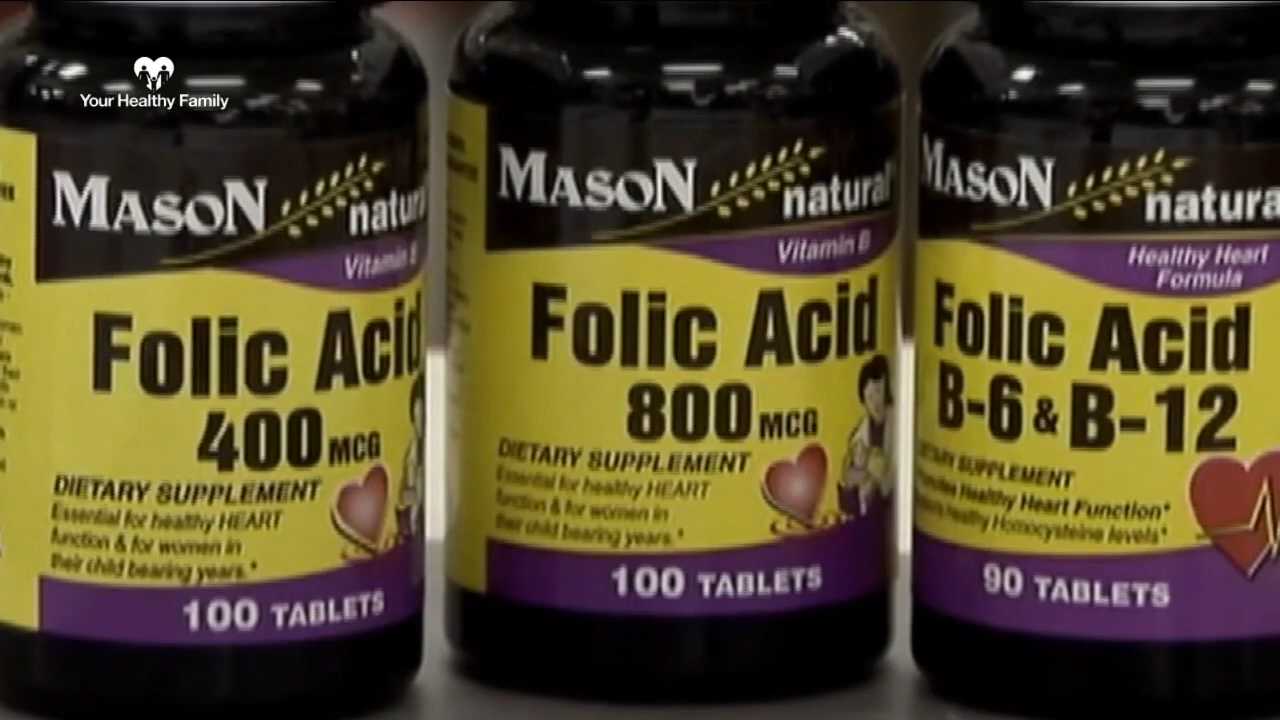 Your Healthy Family
MASON
natural
Vitamin
Folic Acid
400 MCG
DIETARY SUPPLEMENT
Essential for healthy HEART
function & for women in
their child bearing years.*
100 TABLETS
MASON
natural
Vitamin B
Folic Acid
800 MCG
DIETARY SUPPLEMENT
Essential for healthy HEART
function & for women in
their child bearing years.*
100 TABLETS
MASON
natural
Healthy Heart
Formula
Folic Acid
B-6 & B-12
DIETARY SUPPLEMENT
Healthy Heart Function*
Healthy Homocysteine levels*
90 TABLETS